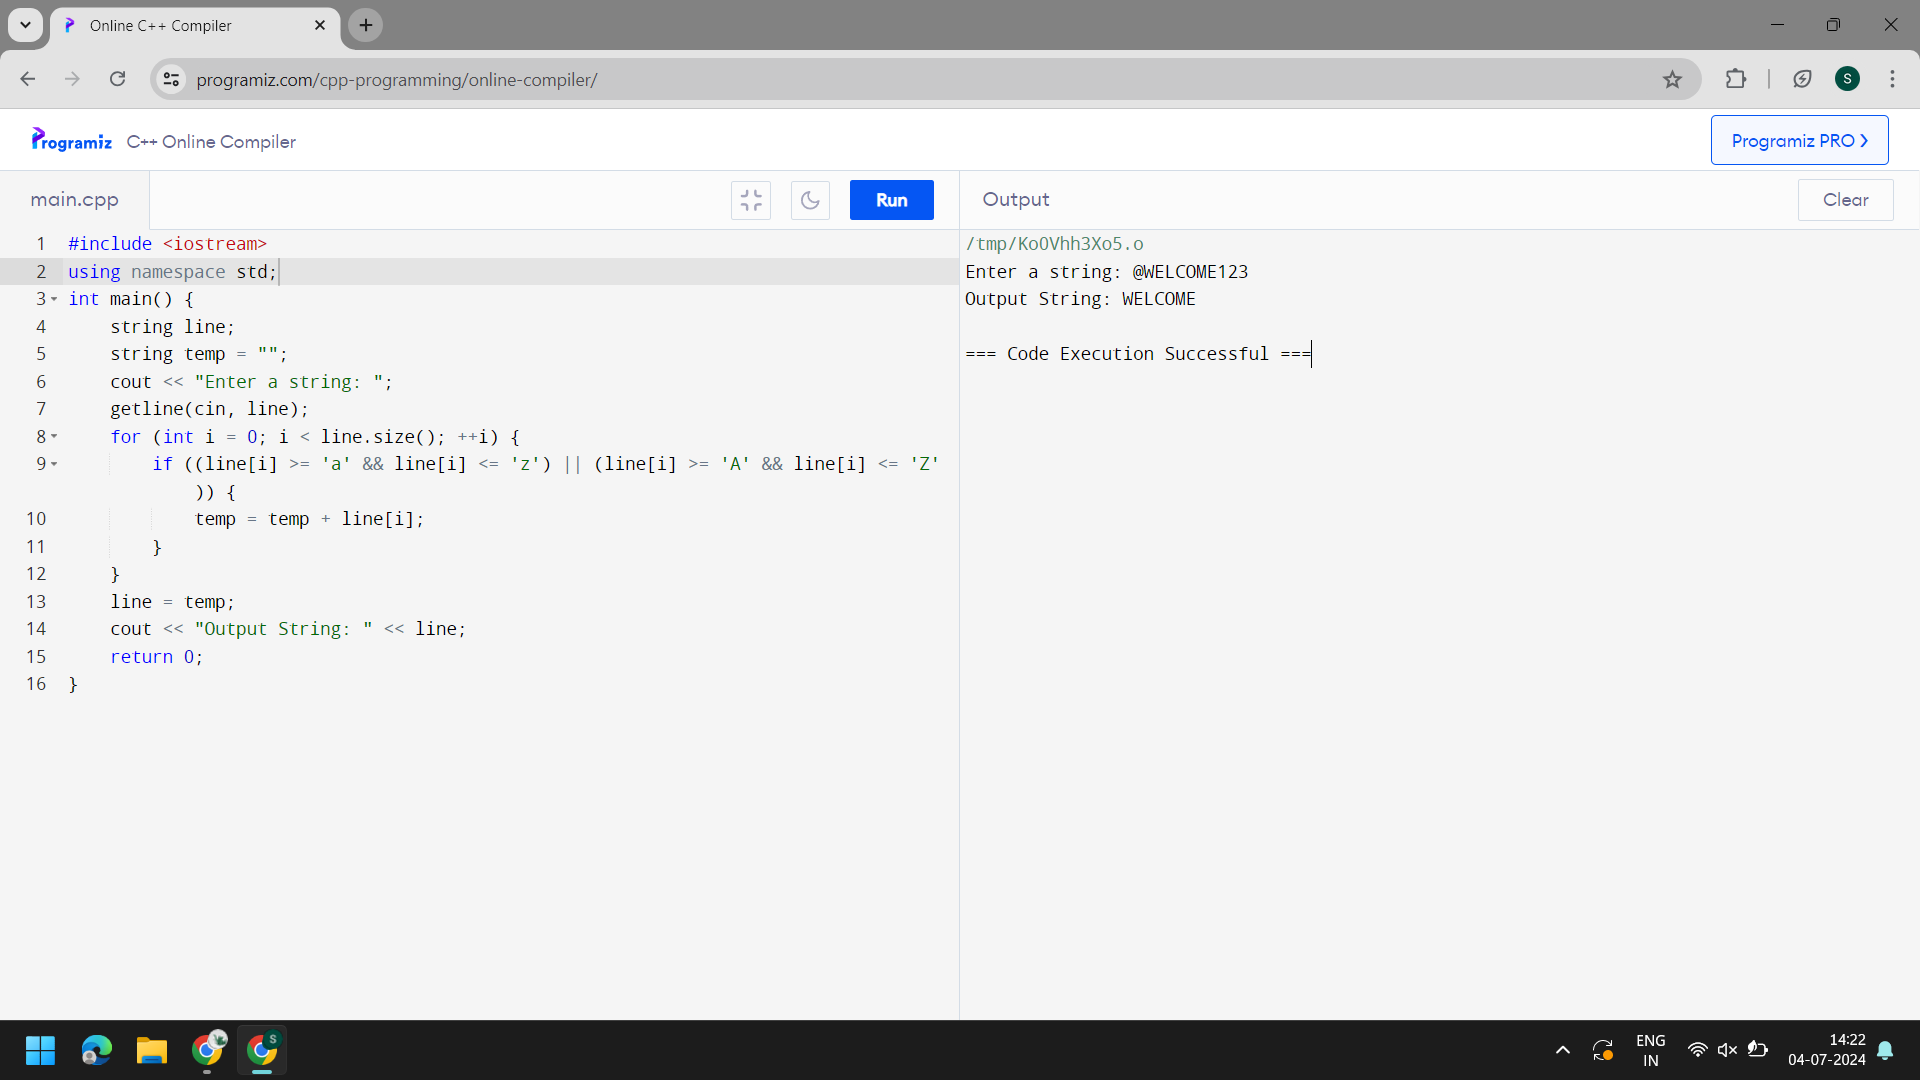 Online C++ Compiler
programiz.com/cpp-programming/online-compiler/
S
Programiz C++ Online Compiler
Programiz PRO ❯
main.cpp
Run
Output
Clear
1 #include <iostream>
2 using namespace std;
3 int main() {
4     string line;
5     string temp = "";
6     cout << "Enter a string: ";
7     getline(cin, line);
8     for (int i = 0; i < line.size(); ++i) {
9         if ((line[i] >= 'a' && line[i] <= 'z') || (line[i] >= 'A' && line[i] <= 'Z'
            )) {
10             temp = temp + line[i];
11         }
12     }
13     line = temp;
14     cout << "Output String: " << line;
15     return 0;
16 }
/tmp/KoOVhh3Xo5.o
Enter a string: @WELCOME123
Output String: WELCOME
=== Code Execution Successful ===
S
ENG
IN
14:22
04-07-2024